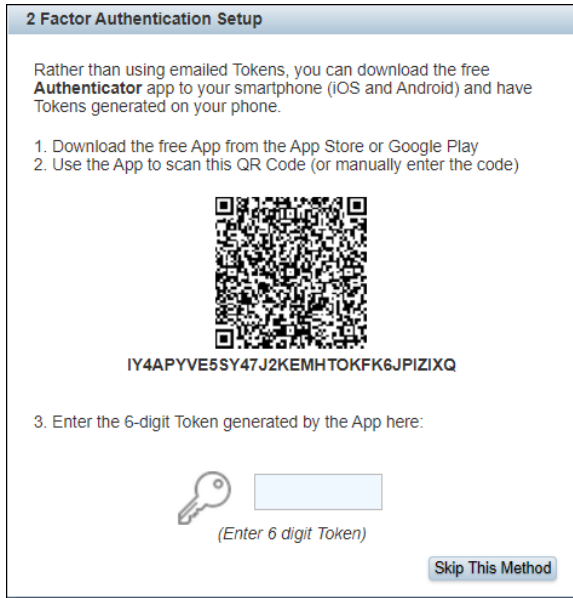 2 Factor Authentication Setup
Rather than using emailed Tokens, you can download the free
Authenticator app to your smartphone (iOS and Android) and have
Tokens generated on your phone.
1. Download the free App from the App Store or Google Play
2. Use the App to scan this QR Code (or manually enter the code)
IY4APYVE5SY47J2KEMHTOKFK6JPIZIXQ
3. Enter the 6-digit Token generated by the App here:
(Enter 6 digit Token)
Skip This Method